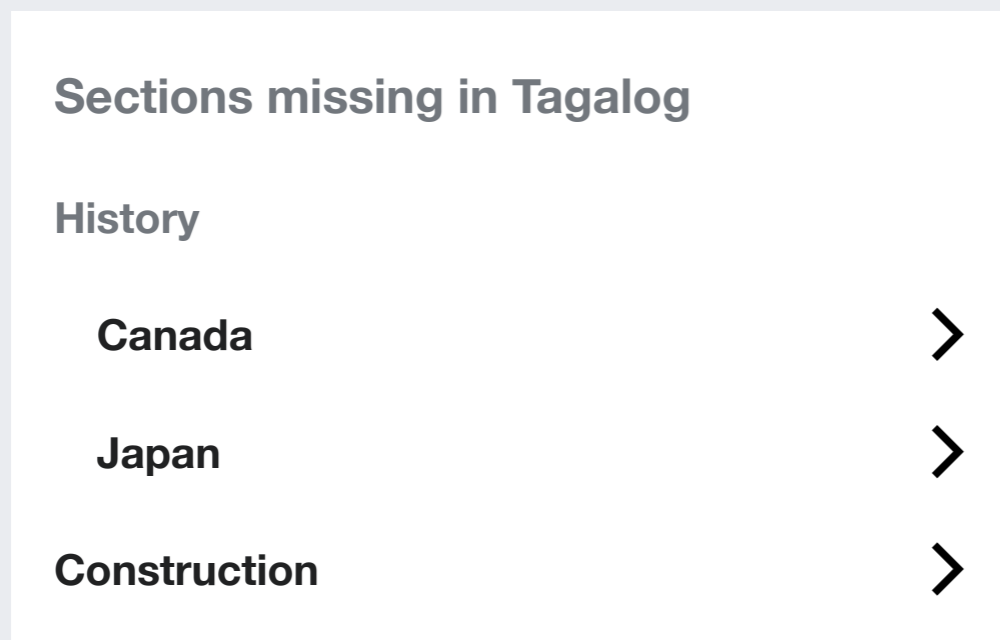 Sections missing in Tagalog
History
Canada
Japan
Construction